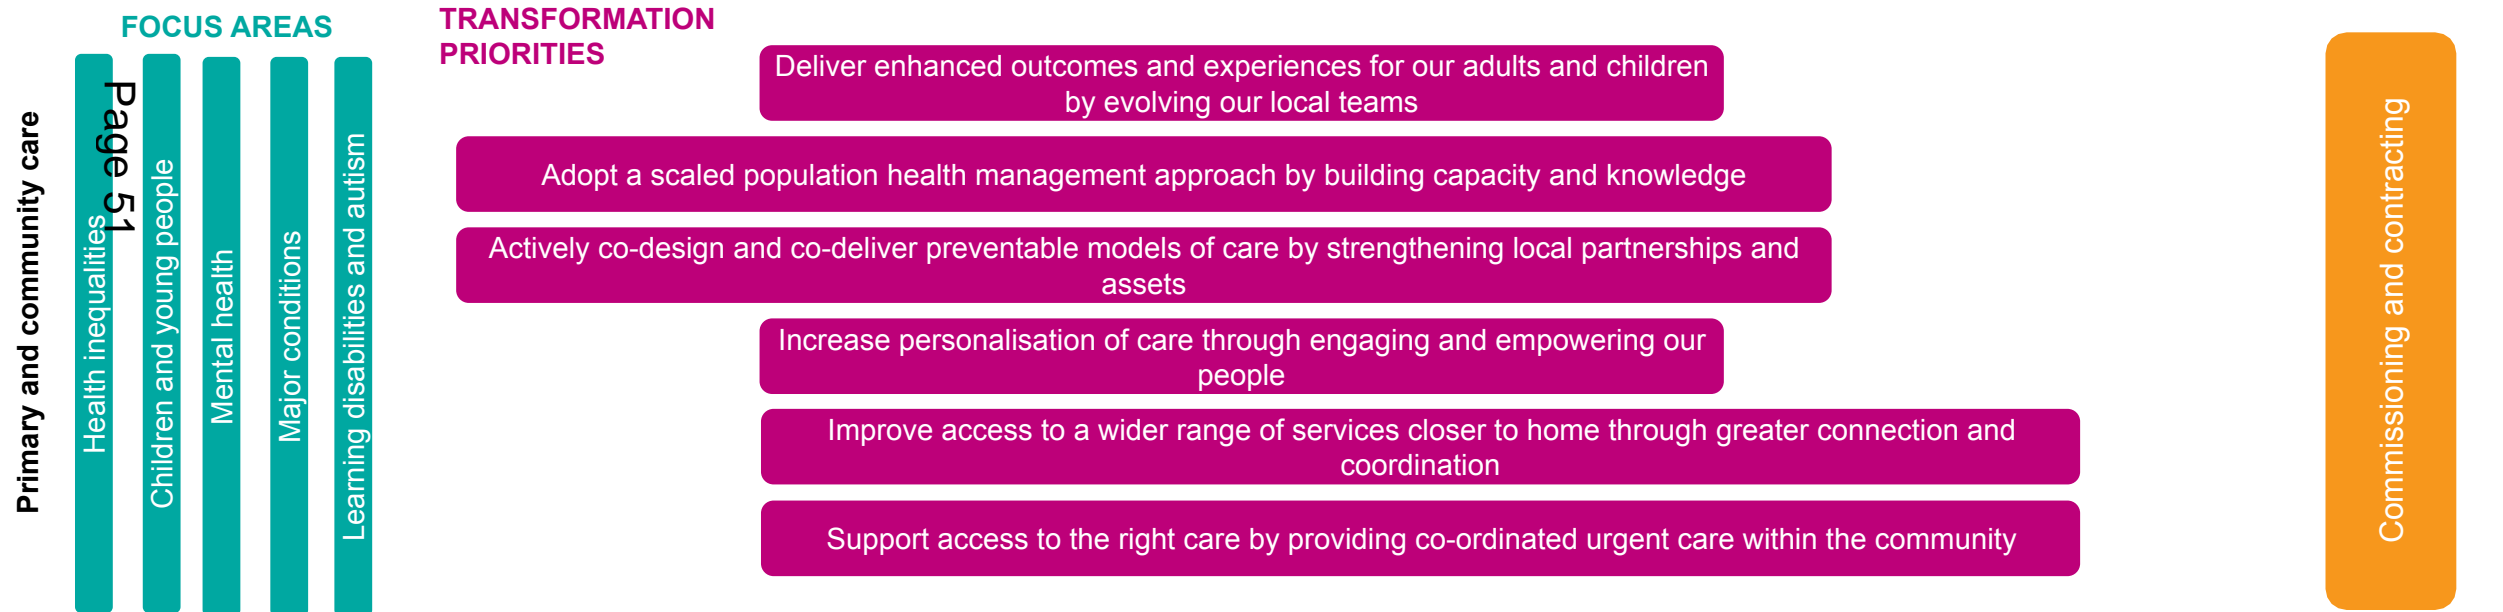 FOCUS AREAS
TRANSFORMATION
PRIORITIES
Primary and community care
Page 51
Health inequalities
Children and young people
Mental health
Major conditions
Learning disabilities and autism
Deliver enhanced outcomes and experiences for our adults and children
by evolving our local teams
Adopt a scaled population health management approach by building capacity and knowledge
Actively co-design and co-deliver preventable models of care by strengthening local partnerships and
assets
Increase personalisation of care through engaging and empowering our
people
Improve access to a wider range of services closer to home through greater connection and
coordination
Support access to the right care by providing co-ordinated urgent care within the community
Commissioning and contracting